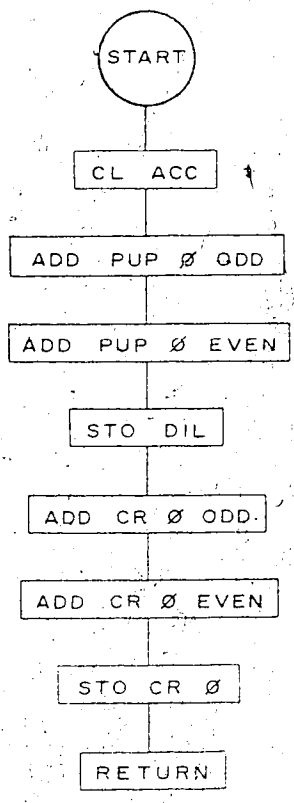 START
CL ACC
ADD PUP Ø ODD
ADD PUP Ø EVEN
STO DIL
ADD CR Ø ODD
ADD CR Ø EVEN
STO CR Ø
RETURN